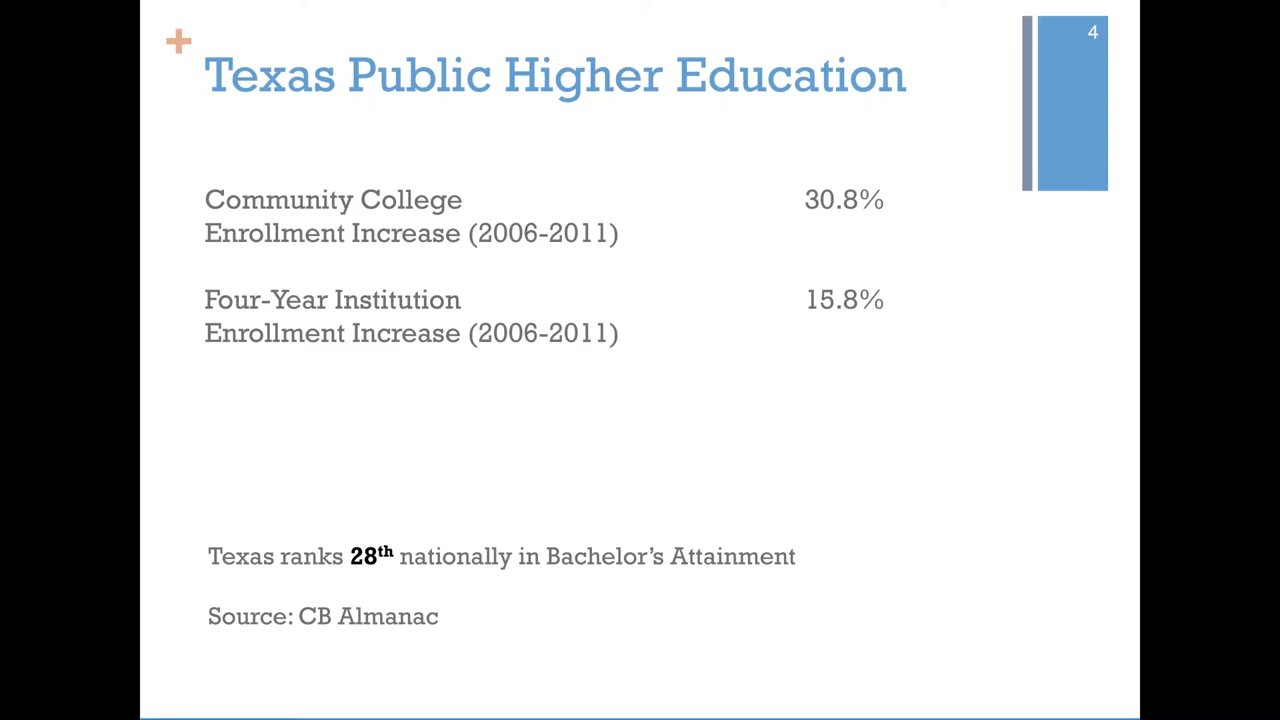 4
+ Texas Public Higher Education
Community College 30.8%
Enrollment Increase (2006-2011)
Four-Year Institution 15.8%
Enrollment Increase (2006-2011)
Texas ranks 28th nationally in Bachelor’s Attainment
Source: CB Almanac